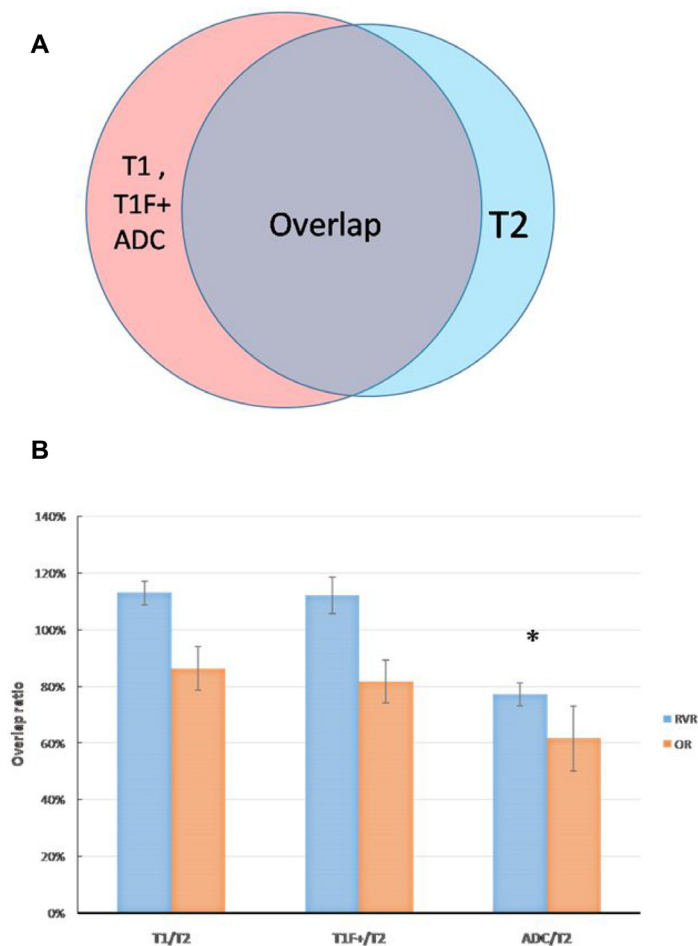 A
T1 ,
T1F+
ADC
Overlap
T2
B
140%
120%
100%
80%
60%
40%
20%
0%
Overlap ratio
*
RVR
OR
T1/T2
T1F+/T2
ADC/T2